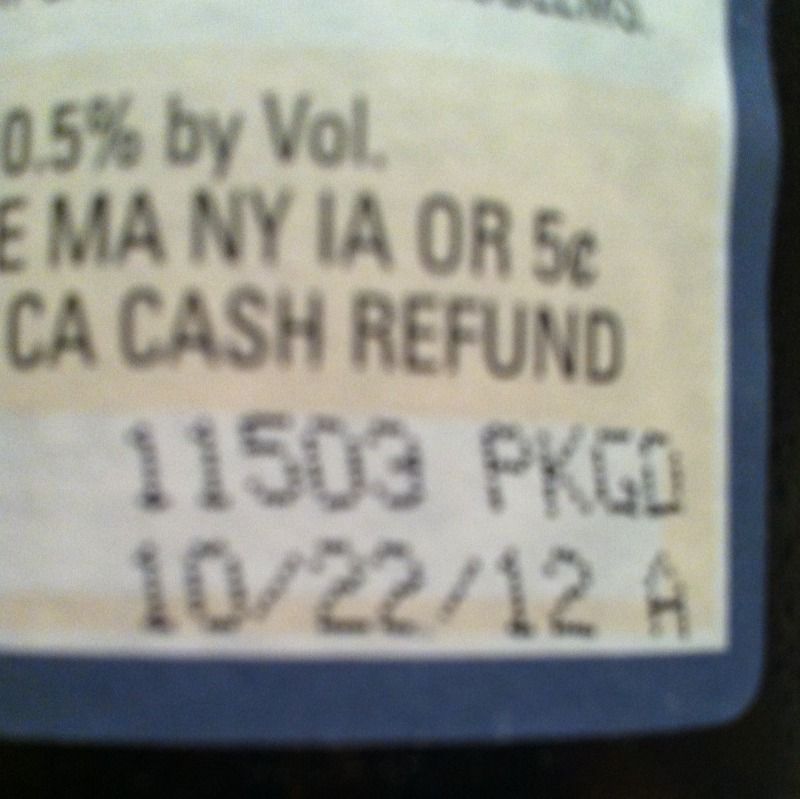 0.5% by Vol.
E MA NY IA OR 5¢
CA CASH REFUND
11503 PKGD
10/22/12 A